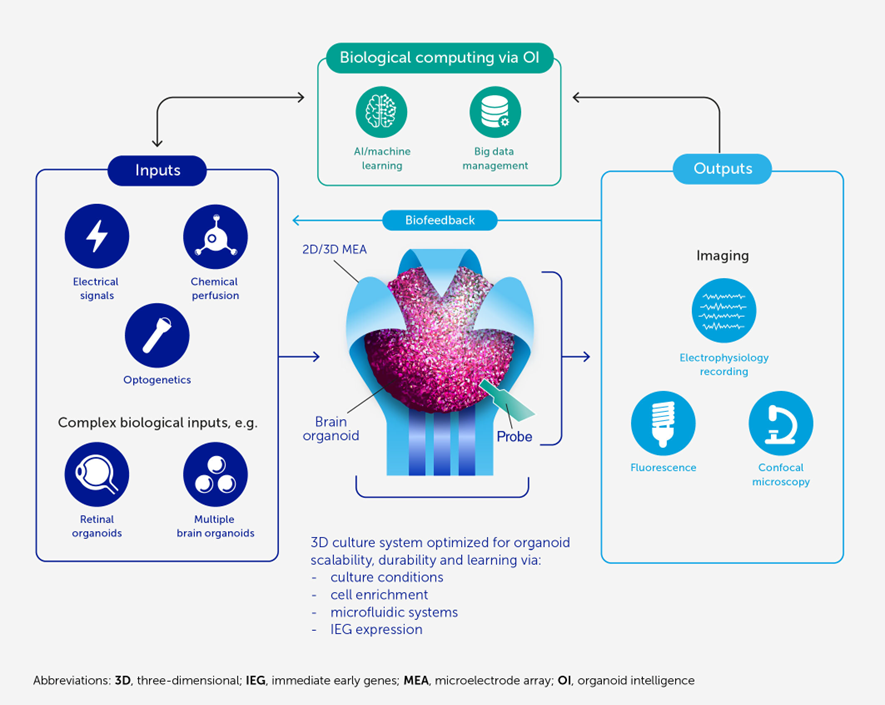 Biological computing via OI
AI/machine
learning
Big data
management
Inputs
Electrical
signals
Chemical
perfusion
Optogenetics
Complex biological inputs, e.g.
Retinal
organoids
Multiple
brain organoids
Biofeedback
2D/3D MEA
Brain
organoid
Probe
3D culture system optimized for organoid
scalability, durability and learning via:
- culture conditions
- cell enrichment
- microfluidic systems
- IEG expression
Outputs
Imaging
Electrophysiology
recording
Fluorescence
Confocal
microscopy
Abbreviations: 3D, three-dimensional; IEG, immediate early genes; MEA, microelectrode array; OI, organoid intelligence